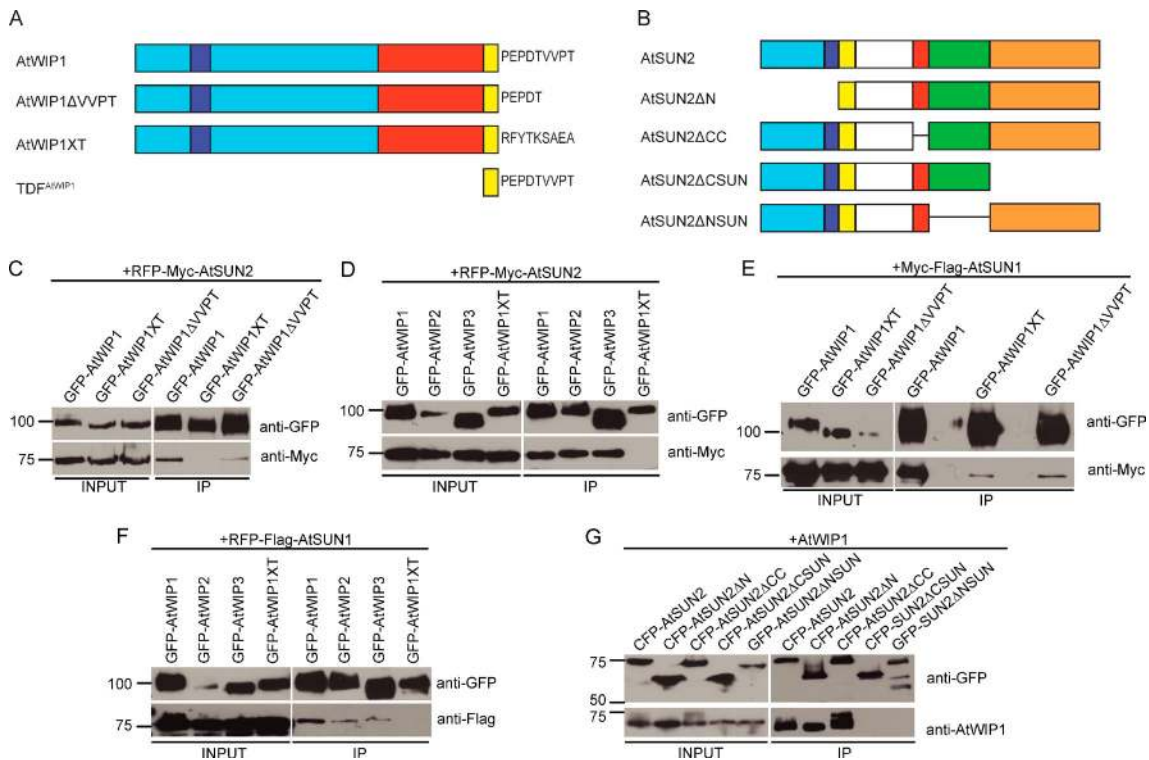 A
AtWIP1
PEPDTVVPT
AtWIP1ΔVVPT
PEPDT
AtWIP1XT
RFYTKSAEA
TDF^AtWIP1
PEPDTVVPT
B
AtSUN2
AtSUN2ΔN
AtSUN2ΔCC
AtSUN2ΔCSUN
AtSUN2ΔNSUN
C
+RFP-Myc-AtSUN2
GFP-AtWIP1
GFP-AtWIP1XT
GFP-AtWIP1ΔVVPT
GFP-AtWIP1
GFP-AtWIP1XT
GFP-AtWIP1ΔVVPT
100
anti-GFP
75
anti-Myc
INPUT
IP
D
+RFP-Myc-AtSUN2
GFP-AtWIP1
GFP-AtWIP2
GFP-AtWIP3
GFP-AtWIP1XT
GFP-AtWIP1
GFP-AtWIP2
GFP-AtWIP3
GFP-AtWIP1XT
100
anti-GFP
75
anti-Myc
INPUT
IP
E
+Myc-Flag-AtSUN1
GFP-AtWIP1
GFP-AtWIP1XT
GFP-AtWIP1ΔVVPT
GFP-AtWIP1
GFP-AtWIP1XT
GFP-AtWIP1ΔVVPT
100
anti-GFP
75
anti-Myc
INPUT
IP
F
+RFP-Flag-AtSUN1
GFP-AtWIP1
GFP-AtWIP2
GFP-AtWIP3
GFP-AtWIP1XT
GFP-AtWIP1
GFP-AtWIP2
GFP-AtWIP3
GFP-AtWIP1XT
100
anti-GFP
75
anti-Flag
INPUT
IP
G
+AtWIP1
CFP-AtSUN2
CFP-AtSUN2ΔN
CFP-AtSUN2ΔCC
CFP-AtSUN2ΔCSUN
GFP-AtSUN2ΔNSUN
CFP-AtSUN2
CFP-AtSUN2ΔN
CFP-AtSUN2ΔCC
CFP-SUN2ΔCSUN
GFP-SUN2ΔNSUN
75
anti-GFP
50
75
anti-AtWIP1
INPUT
IP